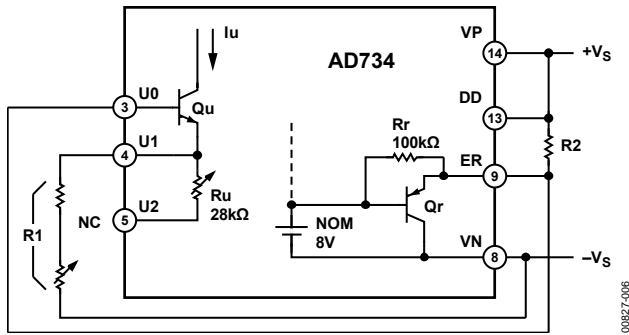 VP
14
+VS
Iu
AD734
U0
3
Qu
DD
13
U1
4
Rr
100kΩ
R2
ER
9
Ru
28kΩ
Qr
R1
NC
5
U2
NOM
8V
VN
8
–VS
00827-006